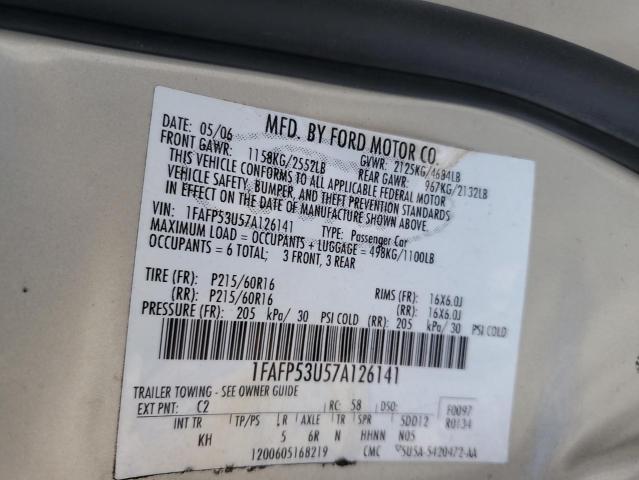 MFD. BY FORD MOTOR CO.
DATE: 05/06 GVWR: 2125KG/4684LB
FRONT GAWR: 1158KG/2552LB REAR GAWR: 967KG/2132LB
THIS VEHICLE CONFORMS TO ALL APPLICABLE FEDERAL MOTOR
VEHICLE SAFETY, BUMPER, AND THEFT PREVENTION STANDARDS
IN EFFECT ON THE DATE OF MANUFACTURE SHOWN ABOVE.
VIN: 1FAFP53U57A126141 TYPE: Passenger Car
MAXIMUM LOAD = OCCUPANTS + LUGGAGE = 498KG/1100LB
OCCUPANTS = 6 TOTAL; 3 FRONT, 3 REAR
TIRE (FR): P215/60R16 RIMS (FR): 16X6.0J
(RR): P215/60R16 (RR): 16X6.0J
PRESSURE (FR): 205 kPa/ 30 PSI COLD (RR): 205 kPa/ 30 PSI COLD
1FAFP53U57A126141
TRAILER TOWING - SEE OWNER GUIDE
EXT PNT: C2 RC: 58 DSO: F0097
R0134
INT TR TP/PS R AXLE TR SPR 5DD12
KH 5 6R N HHNN N05
1200605168219 CMC 5U5A-5420472-AA